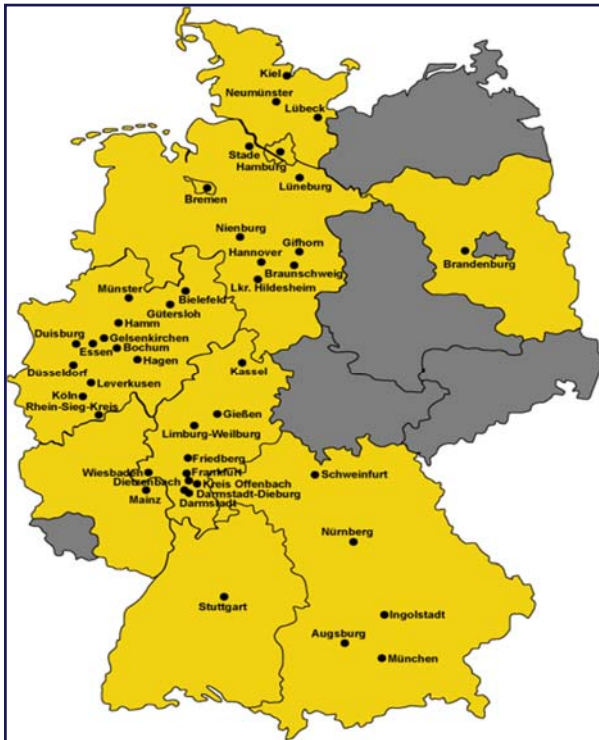 Kiel
Neumünster
Lübeck
Stade
Hamburg
Lüneburg
Bremen
Nienburg
Gifhorn
Hannover
Brandenburg
Braunschweig
Lkr. Hildesheim
Münster
Bielefeld
Gütersloh
Hamm
Duisburg
Gelsenkirchen
Essen
Bochum
Hagen
Kassel
Düsseldorf
Leverkusen
Köln
Rhein-Sieg-Kreis
Gießen
Limburg-Weilburg
Friedberg
Wiesbaden
Frankfurt
Schweinfurt
Dietzenbach
Kreis Offenbach
Mainz
Darmstadt-Dieburg
Darmstadt
Nürnberg
Stuttgart
Ingolstadt
Augsburg
München